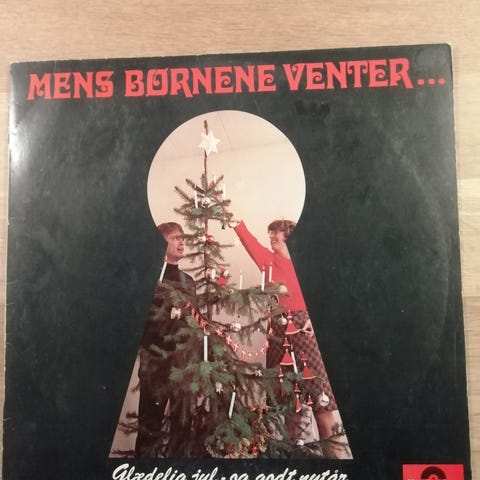 MENS BØRNENE VENTER...
Glædelig jul - og godt nytår